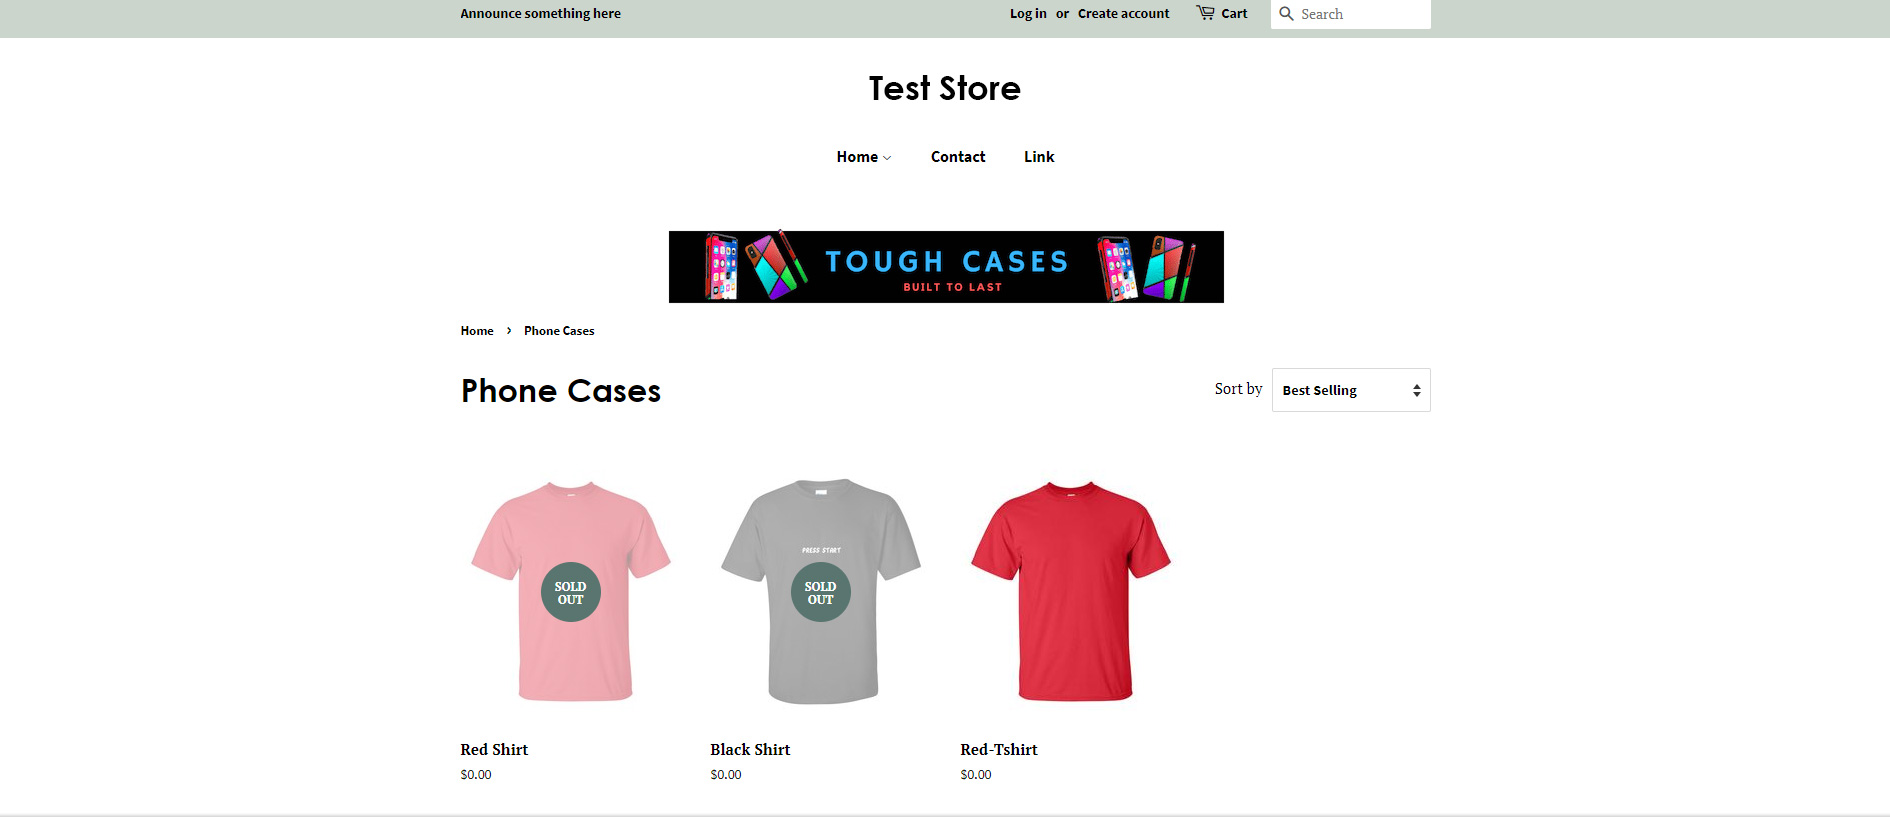 Announce something here
Log in or Create account Cart Search
Test Store
Home Contact Link
TOUGH CASES
BUILT TO LAST
Home › Phone Cases
Phone Cases
Sort by Best Selling
PRESS START
SOLD OUT
SOLD OUT
Red Shirt
$0.00
Black Shirt
$0.00
Red-Tshirt
$0.00